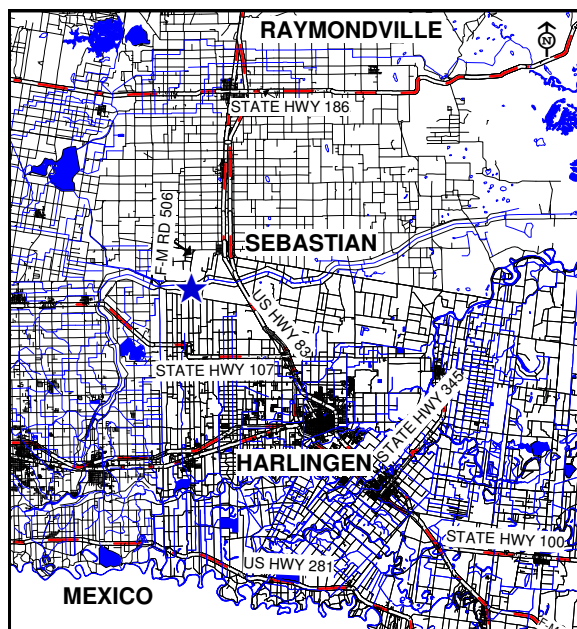 RAYMONDVILLE
N
STATE HWY 186
F-M RD 506
SEBASTIAN
US HWY 83
STATE HWY 107
STATE HWY 345
HARLINGEN
STATE HWY 100
US HWY 281
MEXICO